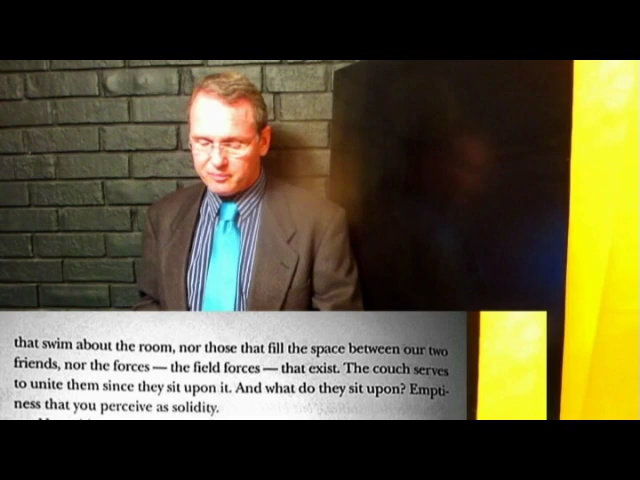 that swim about the room, nor those that fill the space between our two
friends, nor the forces — the field forces — that exist. The couch serves
to unite them since they sit upon it. And what do they sit upon? Empti-
ness that you perceive as solidity.